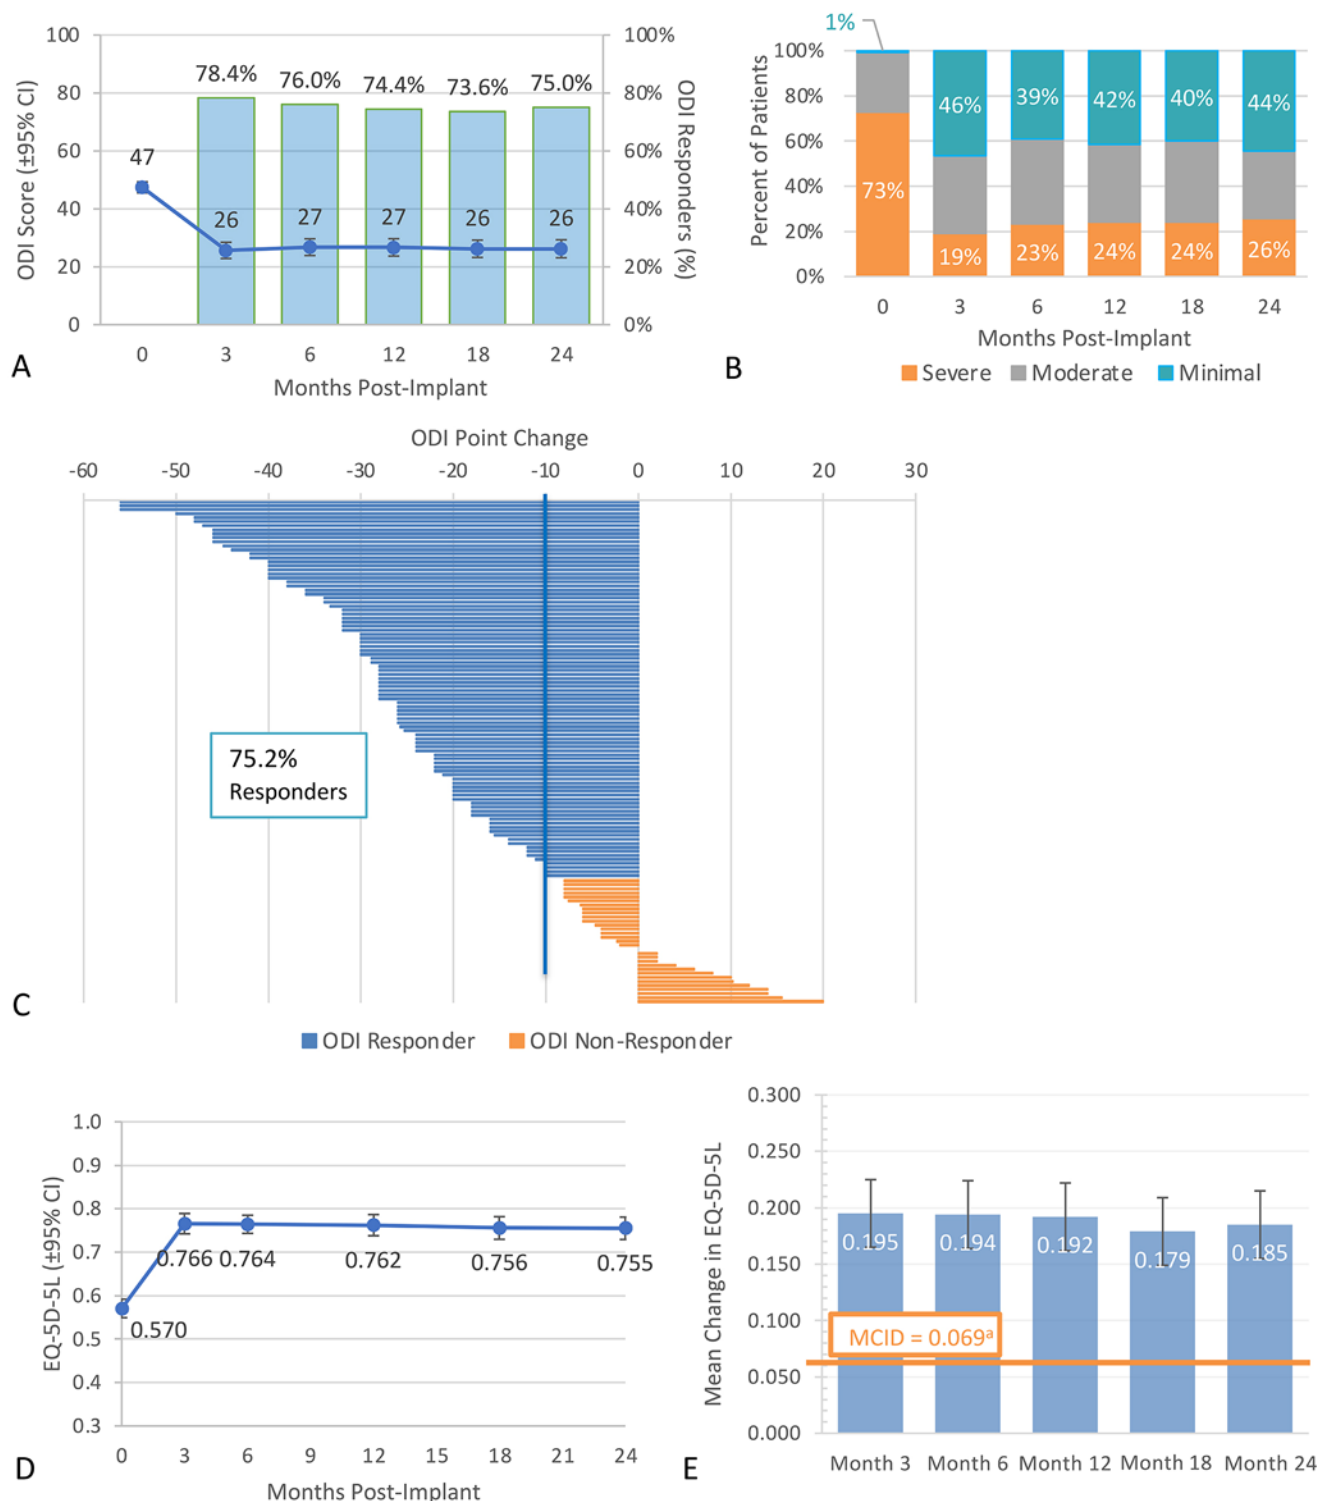 ODI Score (±95% CI)
100
80
60
40
20
0
78.4%
76.0%
74.4%
73.6%
75.0%
47
26
27
27
26
26
100%
80%
60%
40%
20%
0%
ODI Responders (%)
0 3 6 12 18 24
Months Post-Implant
A
1%
Percent of Patients
100%
80%
60%
40%
20%
0%
46%
39%
42%
40%
44%
73%
19%
23%
24%
24%
26%
0 3 6 12 18 24
Months Post-Implant
Severe Moderate Minimal
B
ODI Point Change
-60 -50 -40 -30 -20 -10 0 10 20 30
75.2%
Responders
C
ODI Responder ODI Non-Responder
EQ-5D-5L (±95% CI)
1.0
0.9
0.8
0.7
0.6
0.5
0.4
0.3
0.570
0.766
0.764
0.762
0.756
0.755
0 3 6 9 12 15 18 21 24
Months Post-Implant
D
Mean Change in EQ-5D-5L
0.300
0.250
0.200
0.150
0.100
0.050
0.000
0.195
0.194
0.192
0.179
0.185
MCID = 0.069ª
Month 3 Month 6 Month 12 Month 18 Month 24
E